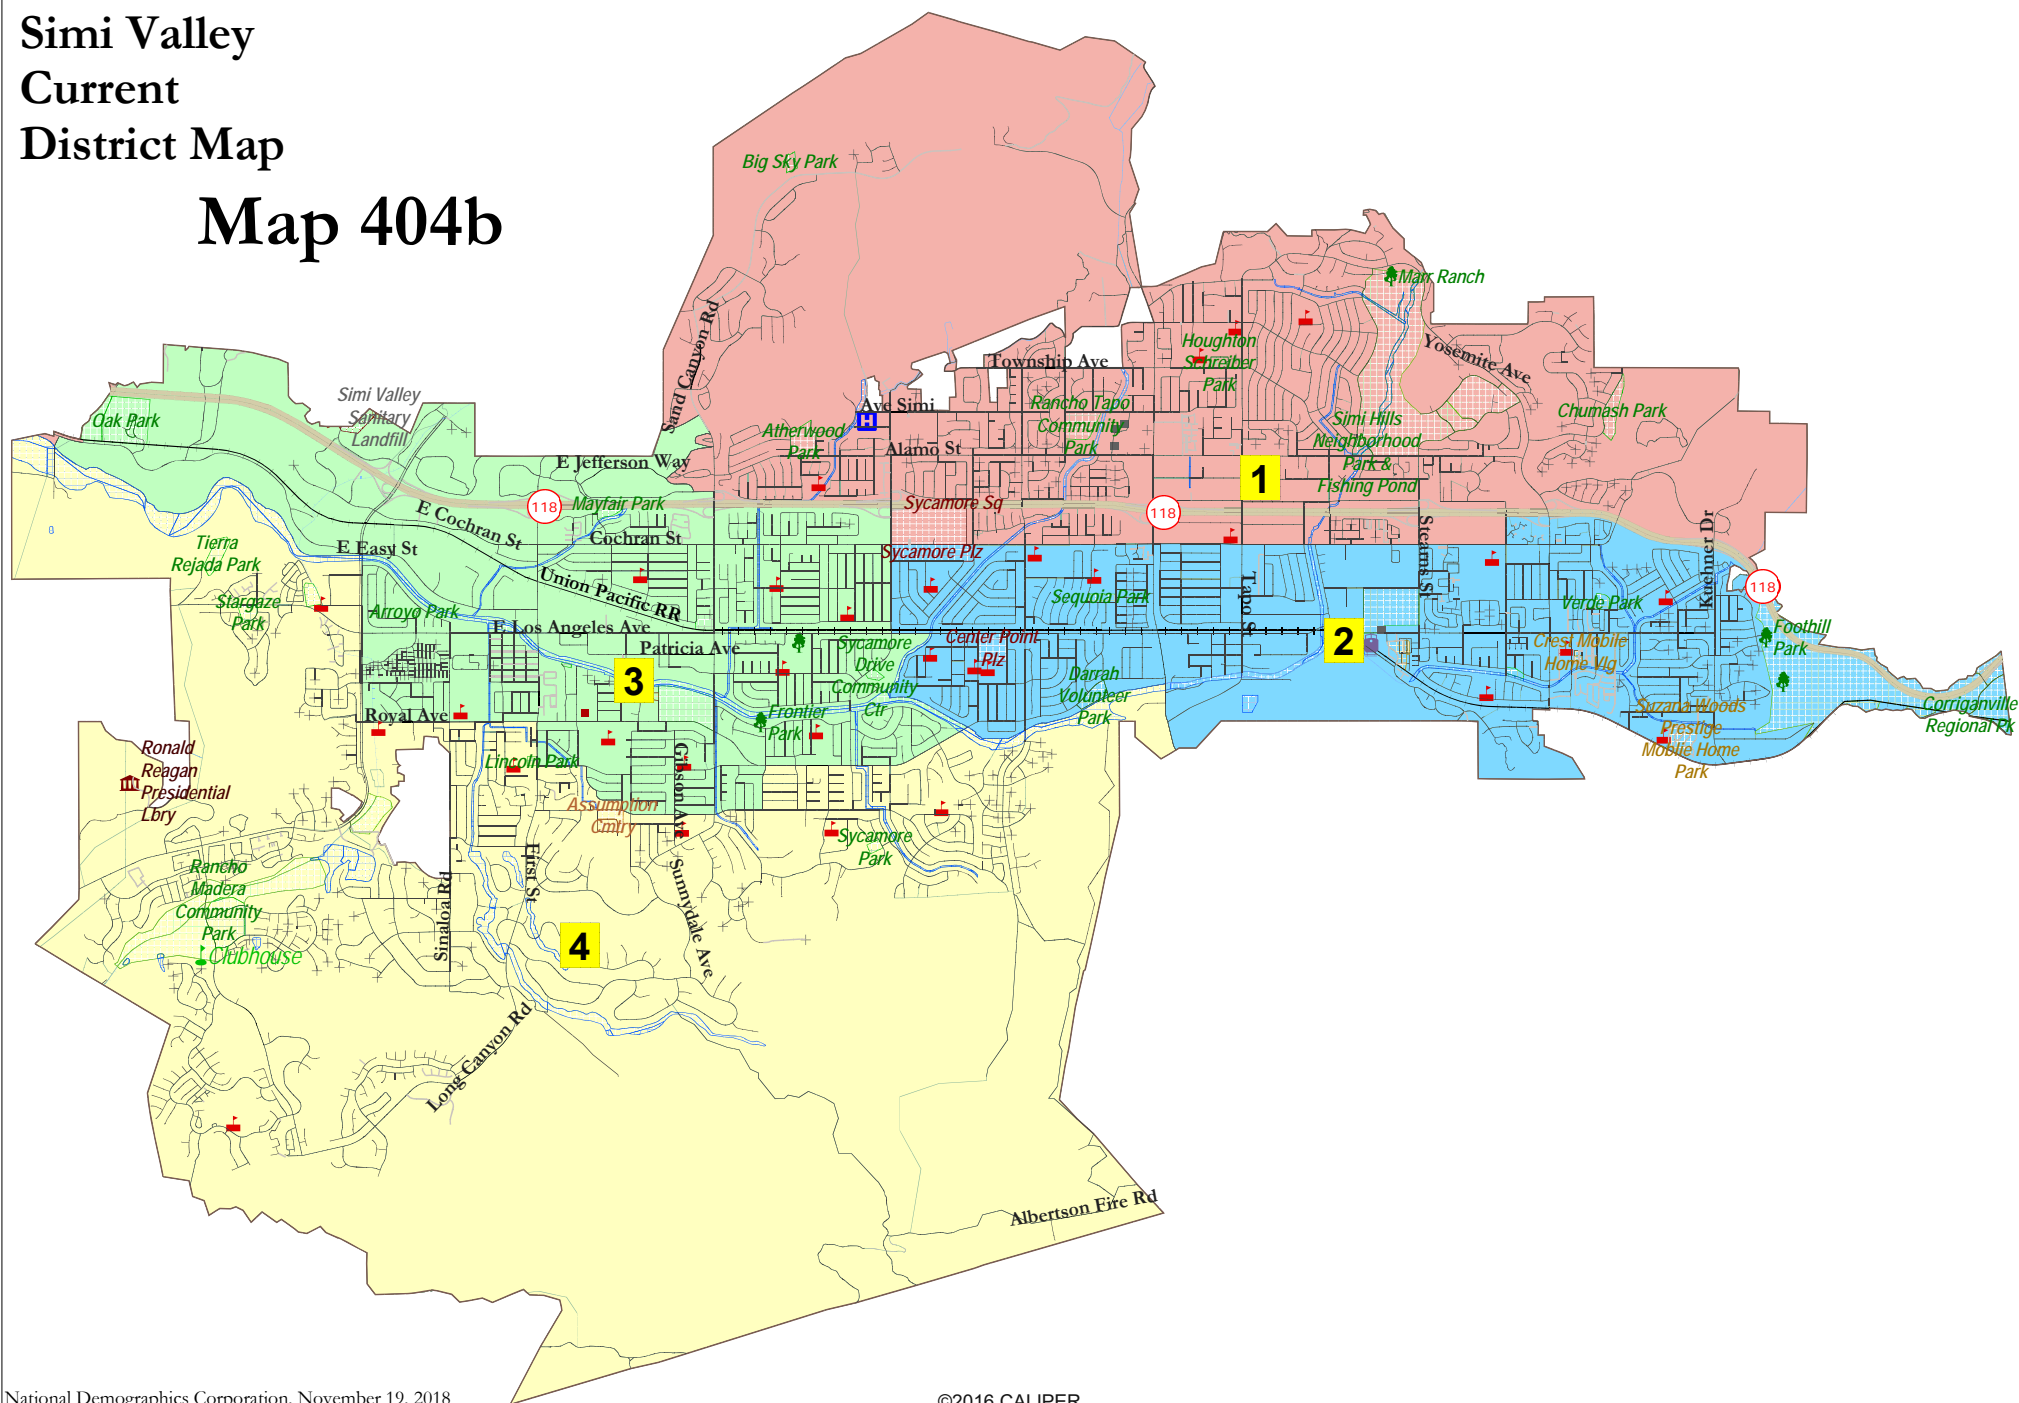 Simi Valley
Current
District Map
Map 404b
Big Sky Park
Sand Canyon Rd
Marr Ranch
Houghton
Schreiber
Park
Yosemite Ave
Township Ave
Ave Simi
H
Rancho Tapo
Community
Park
Chumash Park
Simi Hills
Neighborhood
Park &
Fishing Pond
Atherwood
Park
Alamo St
1
Sycamore Sq
118
Simi Valley
Sanitary
Landfill
Oak Park
E Jefferson Way
118
Mayfair Park
E Cochran St
Cochran St
E Easy St
Union Pacific RR
Tierra
Rejada Park
Stargaze
Park
Arroyo Park
E Los Angeles Ave
Patricia Ave
3
Sycamore
Drive
Community
Ctr
Frontier
Park
Royal Ave
Lincoln Park
Gibson Ave
Assumption
Cmtry
Sycamore Plz
Sequoia Park
Tapo St
Stearns St
Kuehner Dr
118
Verde Park
Center Point
Plz
2
Crest Mobile
Home Vlg
Foothill
Park
Darrah
Volunteer
Park
Suzana Woods
Prestige
Moblie Home
Park
Corriganville
Regional Pk
Ronald
Reagan
Presidential
Lbry
Sycamore
Park
Rancho
Madera
Community
Park
Clubhouse
Sinaloa Rd
First St
Sunnydale Ave
4
Long Canyon Rd
Albertson Fire Rd
National Demographics Corporation, November 19, 2018
©2016 CALIPER